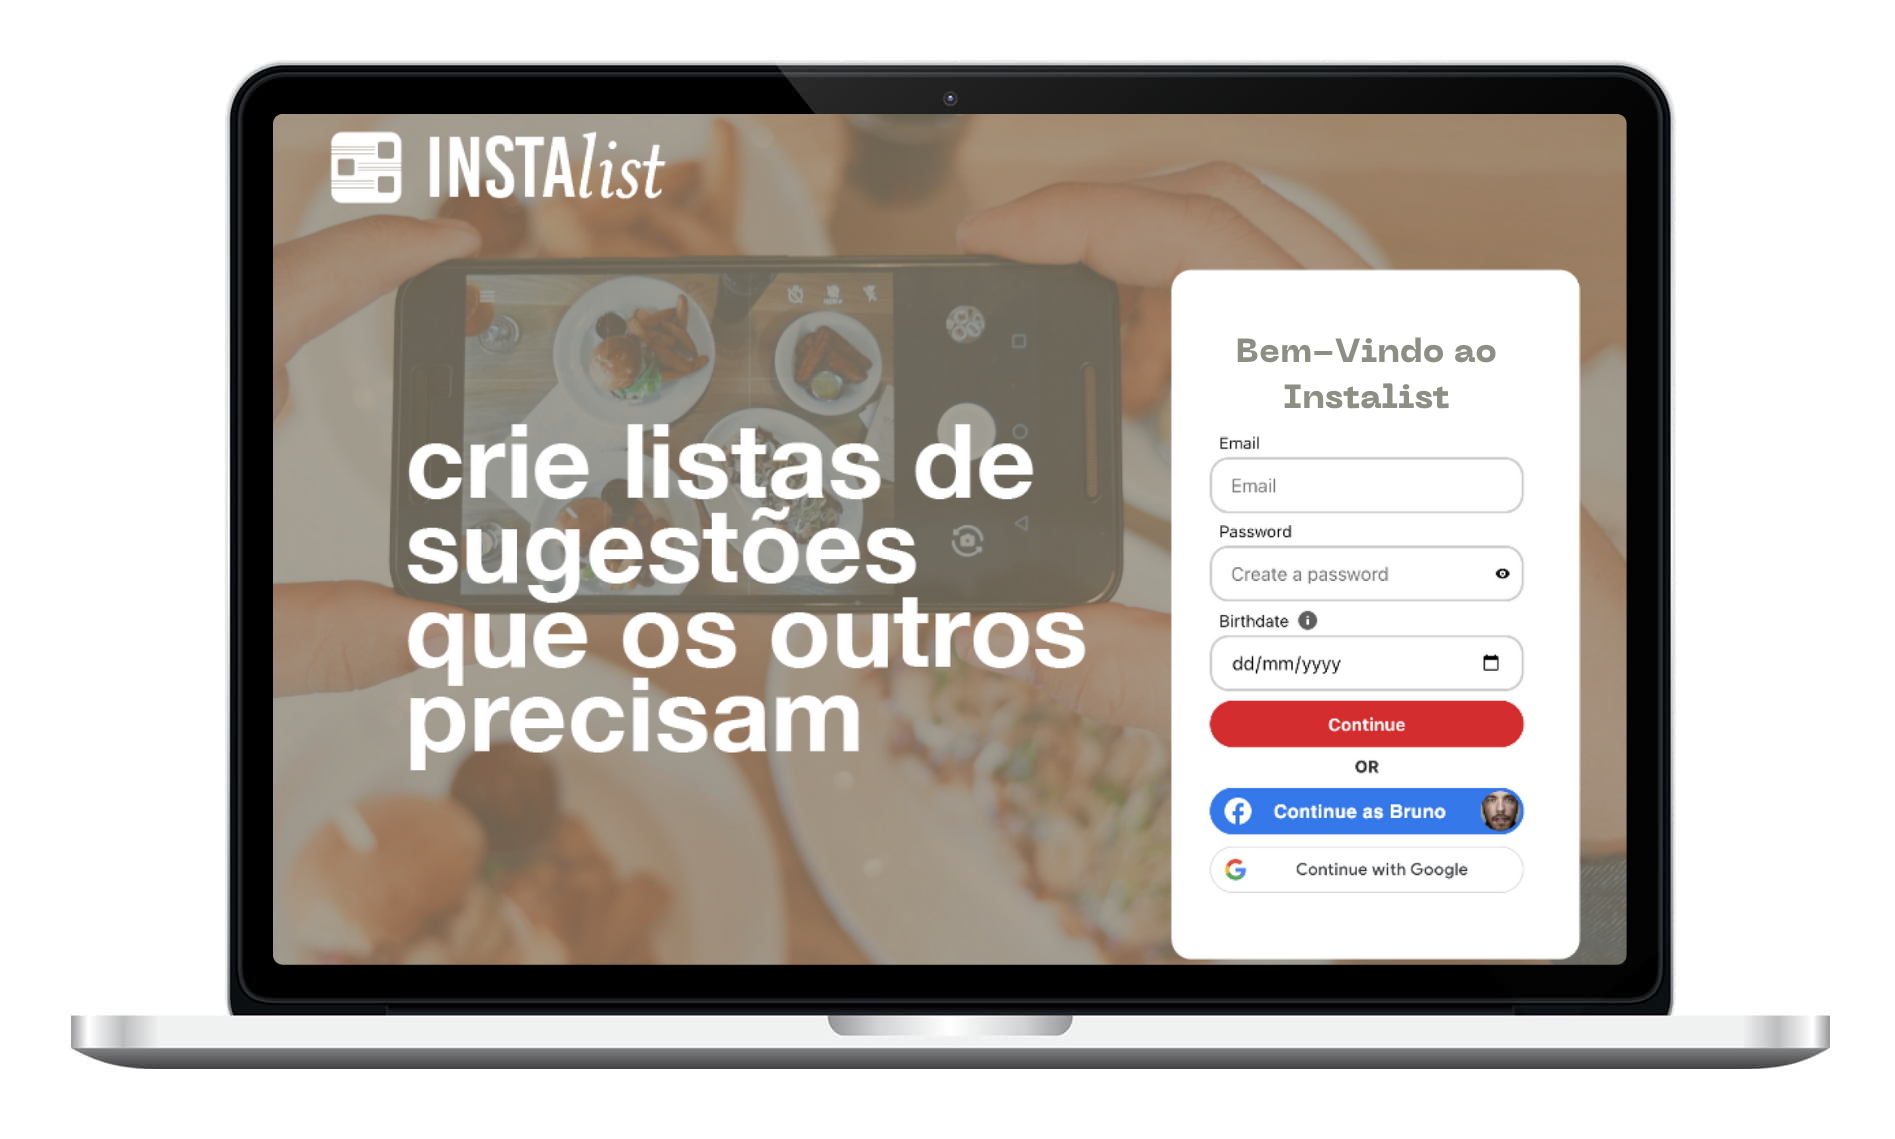 INSTAlist
crie listas de
sugestões
que os outros
precisam
Bem-Vindo ao
Instalist
Email
Email
Password
Create a password
Birthdate
dd/mm/yyyy
Continue
OR
Continue as Bruno
Continue with Google